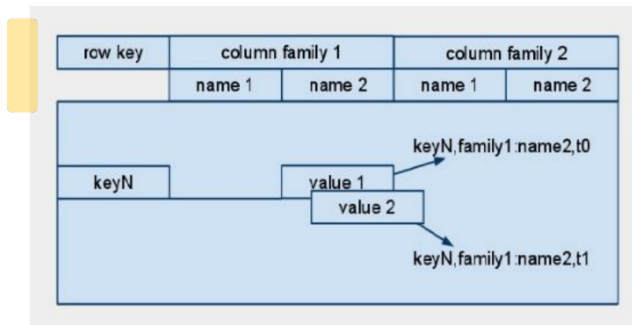 row key column family 1 column family 2
name 1 name 2 name 1 name 2
keyN,family1:name2,t0
keyN value 1
value 2
keyN,family1:name2,t1